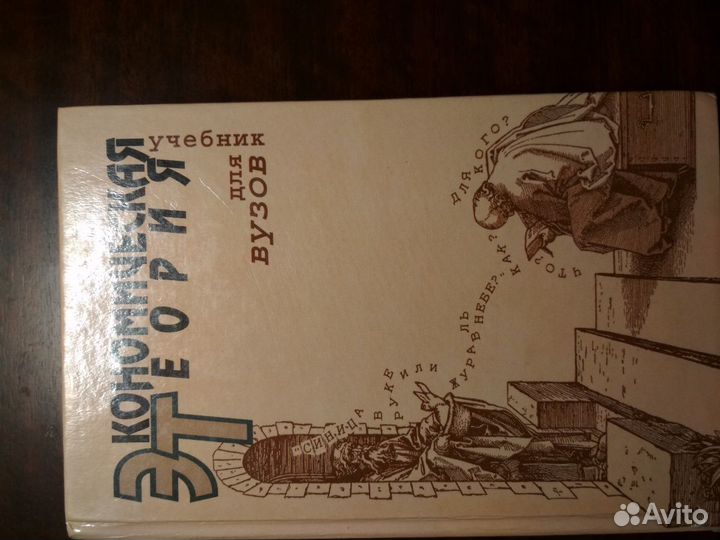 ЭКОНОМИЧЕСКАЯ
ТЕОРИЯ
учебник
для
вузов
"СИНИЦА
В РУКЕ
ИЛИ
ЖУРАВЛЬ
В НЕБЕ?"
КАК?
ЧТО?
ДЛЯ КОГО?
Avito